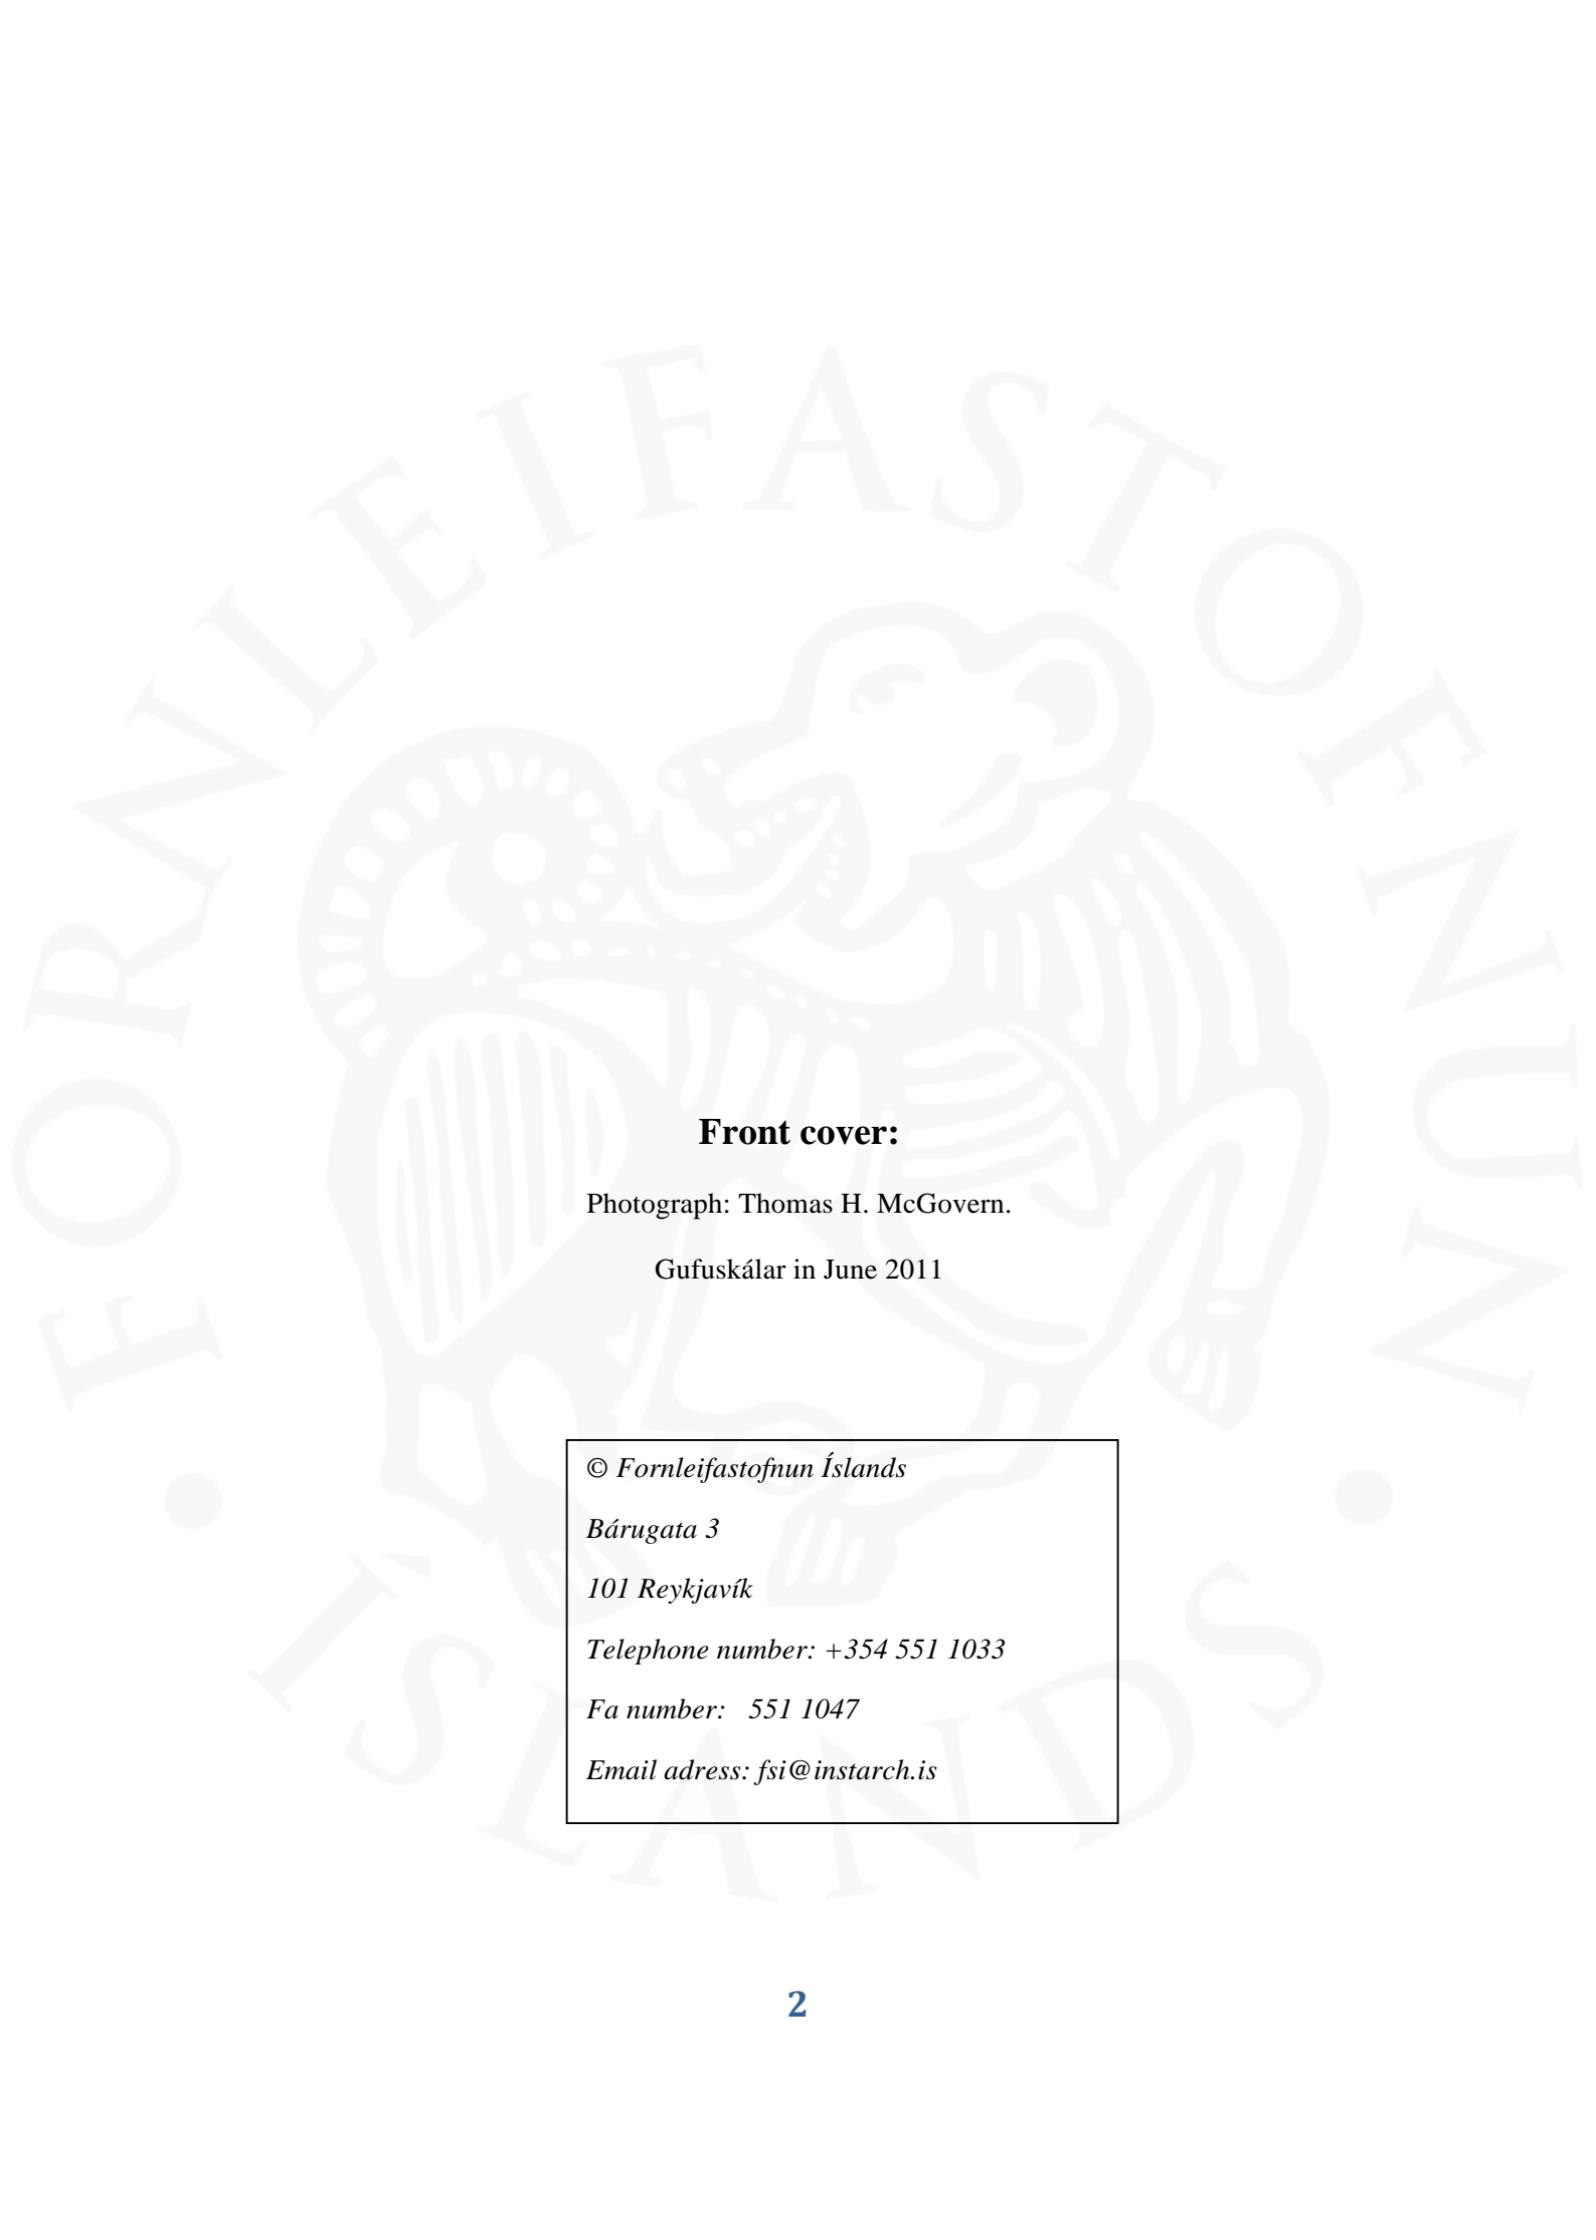 FORNLEIFASTOFNUN
ÍSLANDS
Front cover:
Photograph: Thomas H. McGovern.
Gufuskálar in June 2011
© Fornleifastofnun Íslands
Bárugata 3
101 Reykjavík
Telephone number: +354 551 1033
Fa number: 551 1047
Email adress: fsi@instarch.is
2